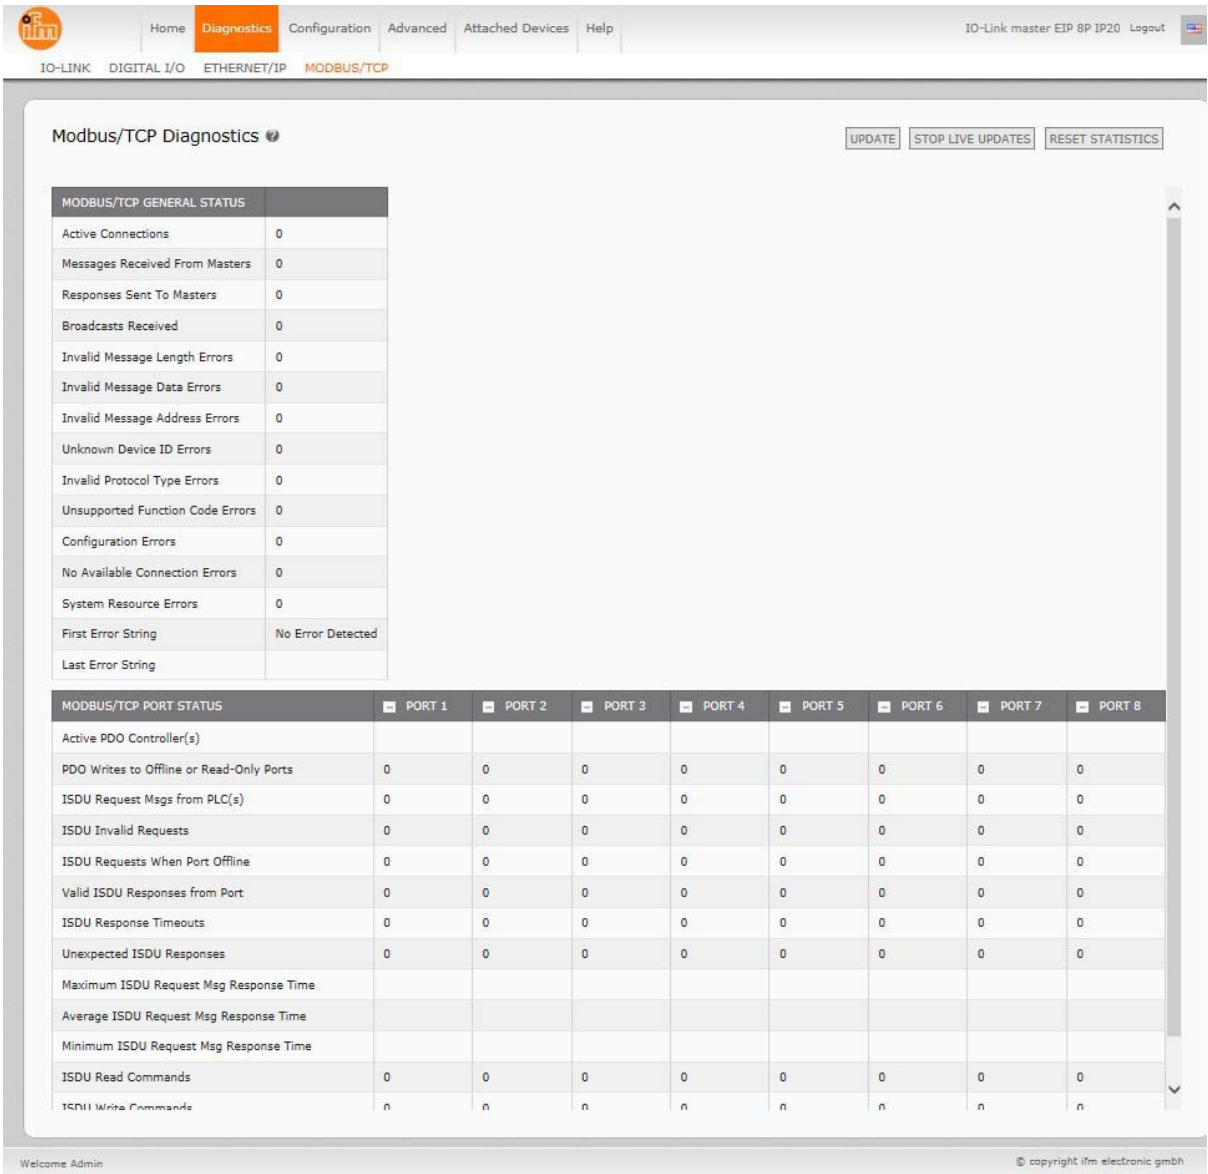 ifm
Home Diagnostics Configuration Advanced Attached Devices Help IO-Link master EIP 8P IP20 Logout
IO-LINK DIGITAL I/O ETHERNET/IP MODBUS/TCP
Modbus/TCP Diagnostics ? UPDATE STOP LIVE UPDATES RESET STATISTICS
MODBUS/TCP GENERAL STATUS
Active Connections 0
Messages Received From Masters 0
Responses Sent To Masters 0
Broadcasts Received 0
Invalid Message Length Errors 0
Invalid Message Data Errors 0
Invalid Message Address Errors 0
Unknown Device ID Errors 0
Invalid Protocol Type Errors 0
Unsupported Function Code Errors 0
Configuration Errors 0
No Available Connection Errors 0
System Resource Errors 0
First Error String No Error Detected
Last Error String
MODBUS/TCP PORT STATUS PORT 1 PORT 2 PORT 3 PORT 4 PORT 5 PORT 6 PORT 7 PORT 8
Active PDO Controller(s)
PDO Writes to Offline or Read-Only Ports 0 0 0 0 0 0 0 0
ISDU Request Msgs from PLC(s) 0 0 0 0 0 0 0 0
ISDU Invalid Requests 0 0 0 0 0 0 0 0
ISDU Requests When Port Offline 0 0 0 0 0 0 0 0
Valid ISDU Responses from Port 0 0 0 0 0 0 0 0
ISDU Response Timeouts 0 0 0 0 0 0 0 0
Unexpected ISDU Responses 0 0 0 0 0 0 0 0
Maximum ISDU Request Msg Response Time
Average ISDU Request Msg Response Time
Minimum ISDU Request Msg Response Time
ISDU Read Commands 0 0 0 0 0 0 0 0
ISDU Write Commands 0 0 0 0 0 0 0 0
Welcome Admin © copyright ifm electronic gmbh